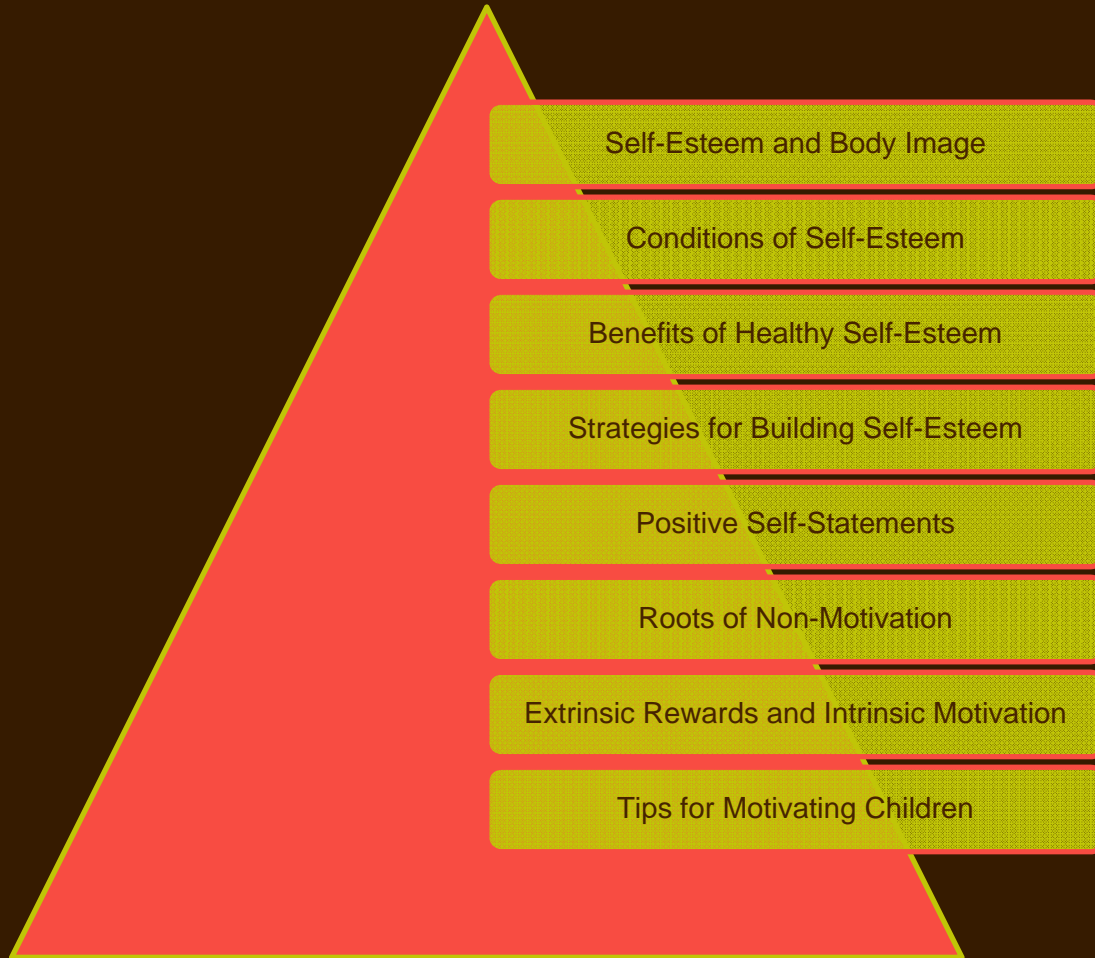 Self-Esteem and Body Image
Conditions of Self-Esteem
Benefits of Healthy Self-Esteem
Strategies for Building Self-Esteem
Positive Self-Statements
Roots of Non-Motivation
Extrinsic Rewards and Intrinsic Motivation
Tips for Motivating Children